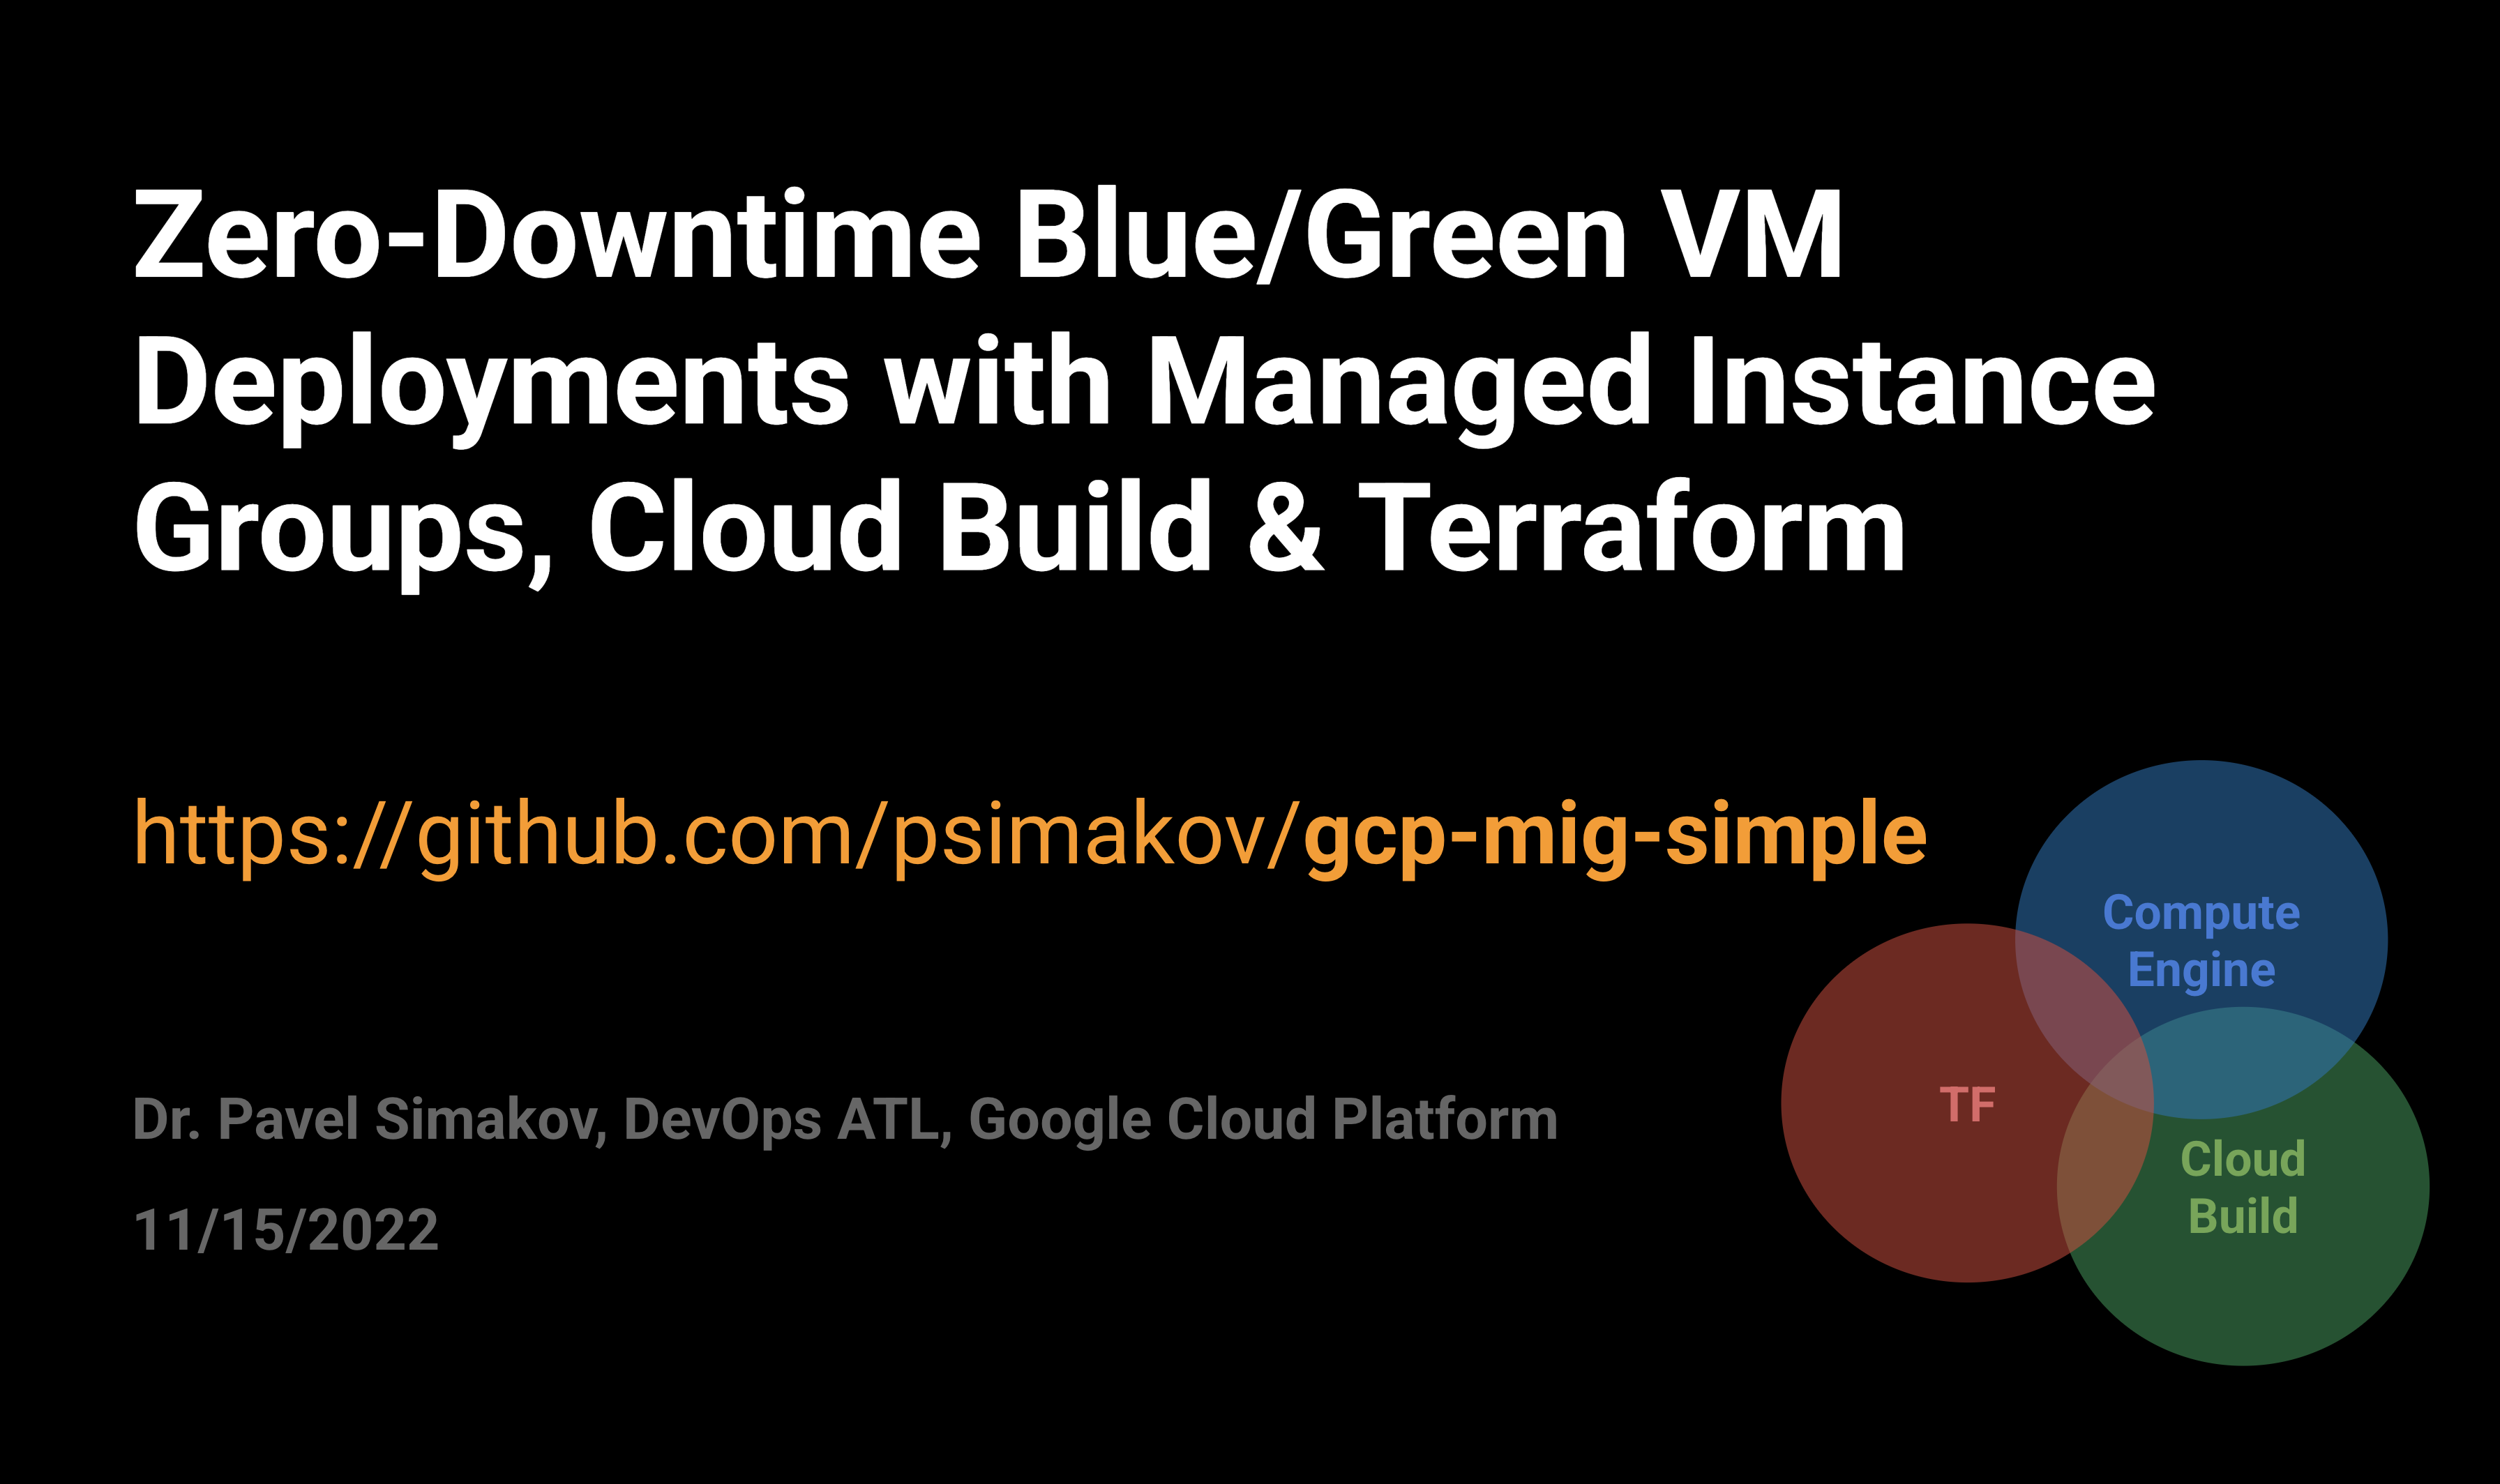 Zero-Downtime Blue/Green VM
Deployments with Managed Instance
Groups, Cloud Build & Terraform
https://github.com/psimakov/gcp-mig-simple
Compute
Engine
TF
Cloud
Build
Dr. Pavel Simakov, DevOps ATL, Google Cloud Platform
11/15/2022